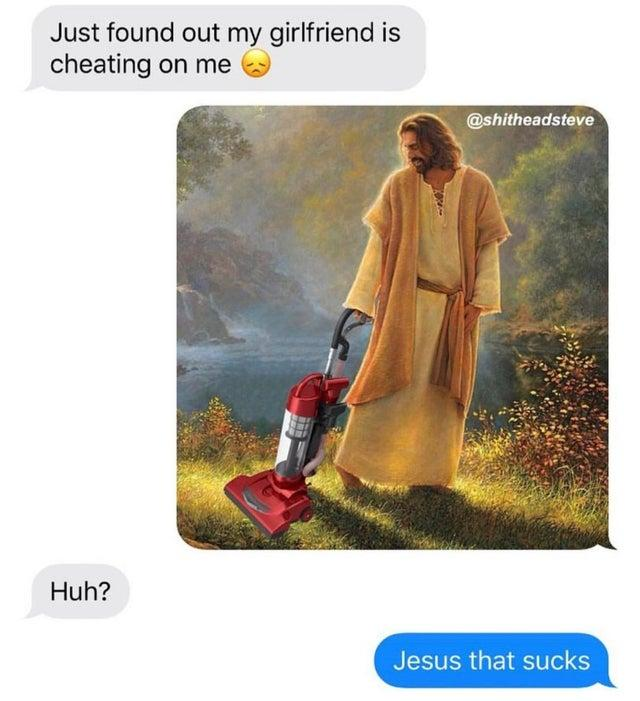 Just found out my girlfriend is
cheating on me 😞
@shitheadsteve
Huh?
Jesus that sucks